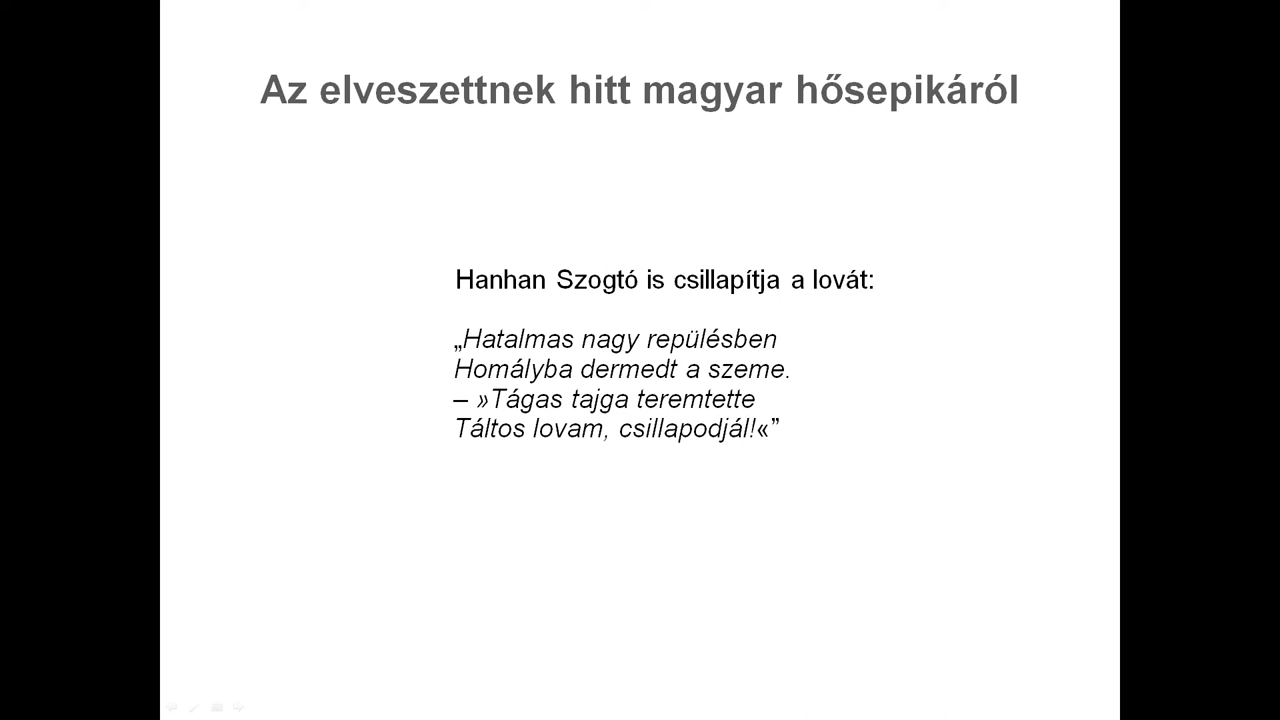 Az elveszettnek hitt magyar hősepikáról
Hanhan Szogtó is csillapítja a lovát:
„Hatalmas nagy repülésben
Homályba dermedt a szeme.
– »Tágas tajga teremtette
Táltos lovam, csillapodjál!«”